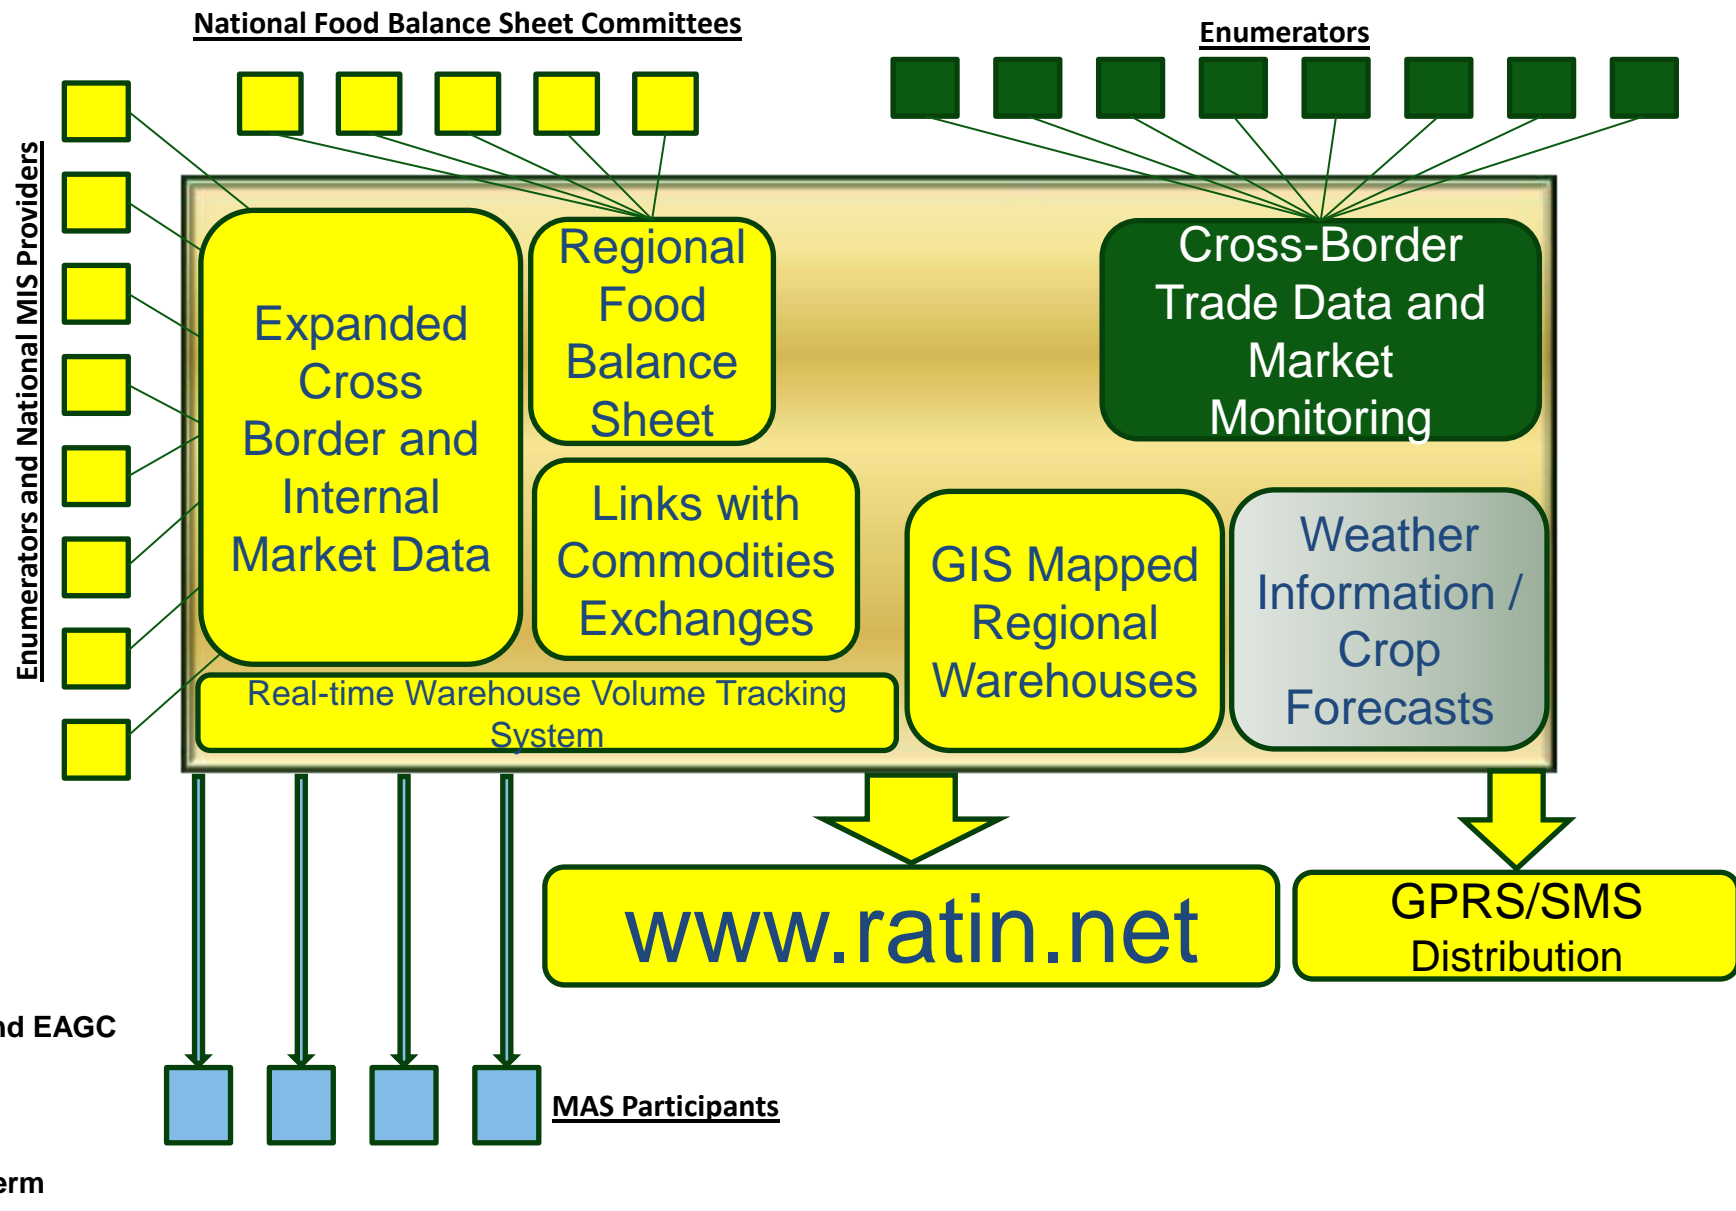 National Food Balance Sheet Committees
Enumerators
Enumerators and National MIS Providers
Expanded
Cross
Border and
Internal
Market Data
Regional
Food
Balance
Sheet
Cross-Border
Trade Data and
Market
Monitoring
Links with
Commodities
Exchanges
GIS Mapped
Regional
Warehouses
Weather
Information /
Crop
Forecasts
Real-time Warehouse Volume Tracking
System
www.ratin.net
GPRS/SMS
Distribution
EAGC
MAS Participants